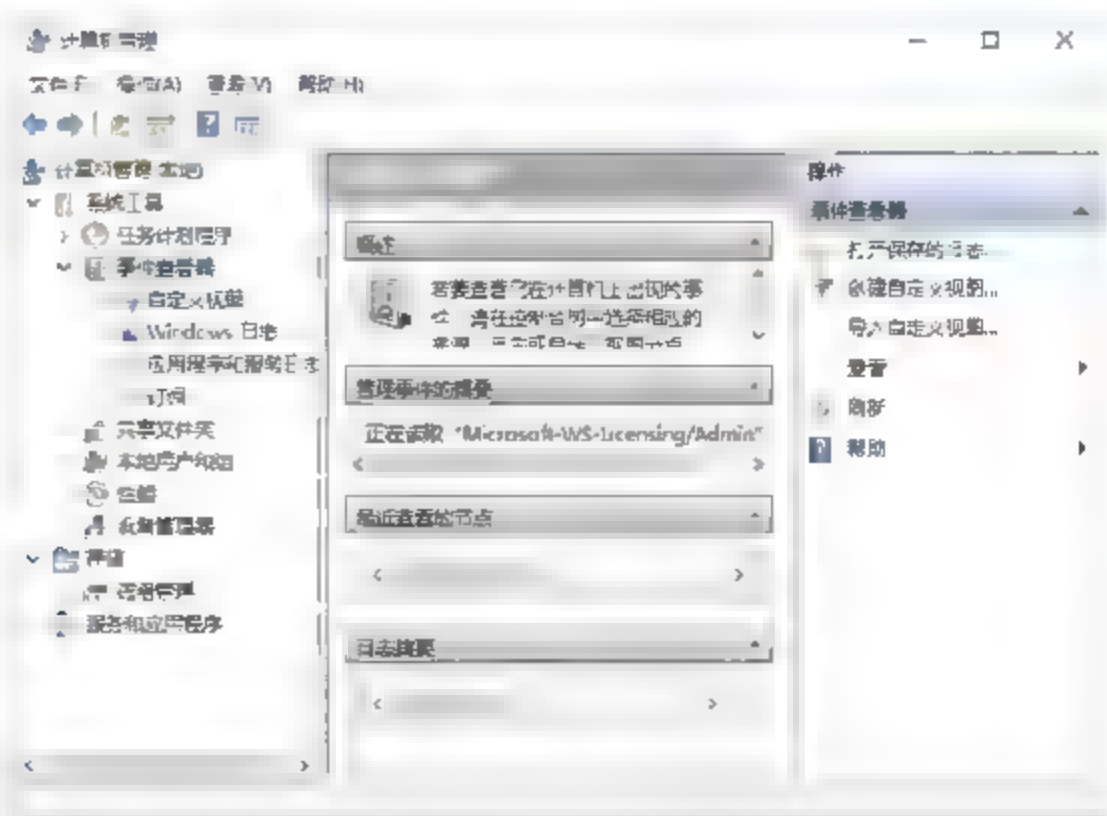 计算机管理
文件(F) 操作(A) 查看(V) 帮助(H)
计算机管理(本地)
系统工具
任务计划程序
事件查看器
自定义视图
Windows 日志
应用程序和服务日志
订阅
共享文件夹
本地用户和组
性能
设备管理器
存储
磁盘管理
服务和应用程序
概述
若要查看已在计算机上出现的事
件，请在控制台树中选择相应的
管理事件的摘要
正在读取 "Microsoft-WS-Licensing/Admin"
最近查看的节点
日志摘要
操作
事件查看器
打开保存的日志...
创建自定义视图...
导入自定义视图...
查看
刷新
帮助